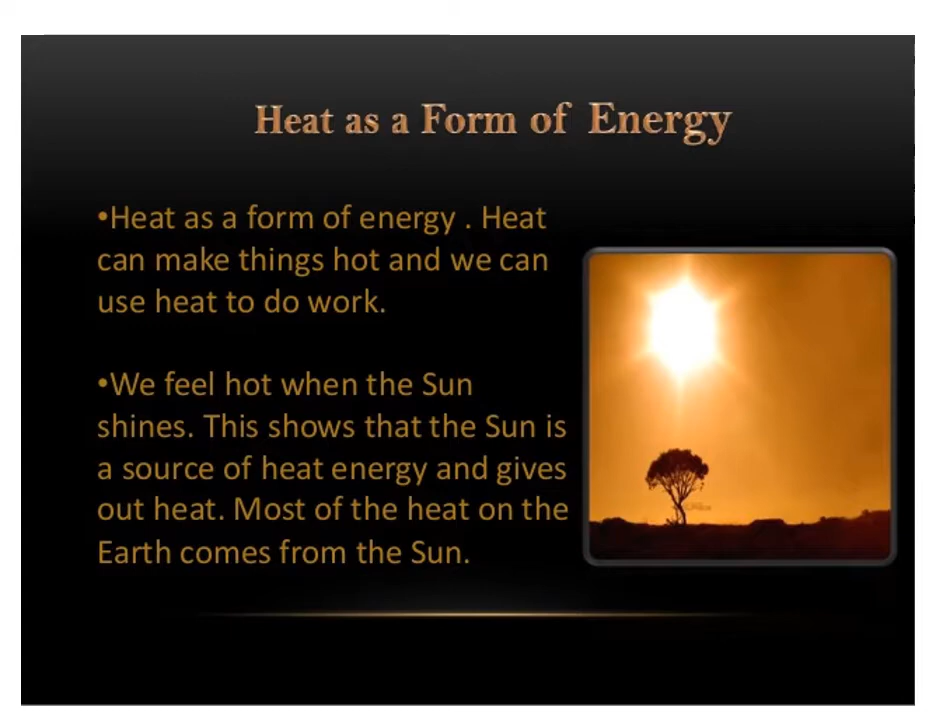 Heat as a Form of Energy
•Heat as a form of energy . Heat
can make things hot and we can
use heat to do work.
•We feel hot when the Sun
shines. This shows that the Sun is
a source of heat energy and gives
out heat. Most of the heat on the
Earth comes from the Sun.